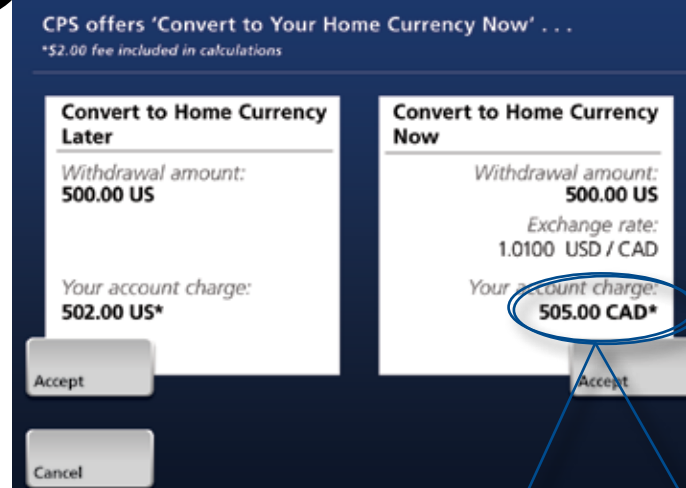 CPS offers 'Convert to Your Home Currency Now' . . .
*$2.00 fee included in calculations
Convert to Home Currency
Later
Withdrawal amount:
500.00 US
Your account charge:
502.00 US*
Convert to Home Currency
Now
Withdrawal amount:
500.00 US
Exchange rate:
1.0100 USD / CAD
Your account charge:
505.00 CAD*
Accept
Accept
Cancel